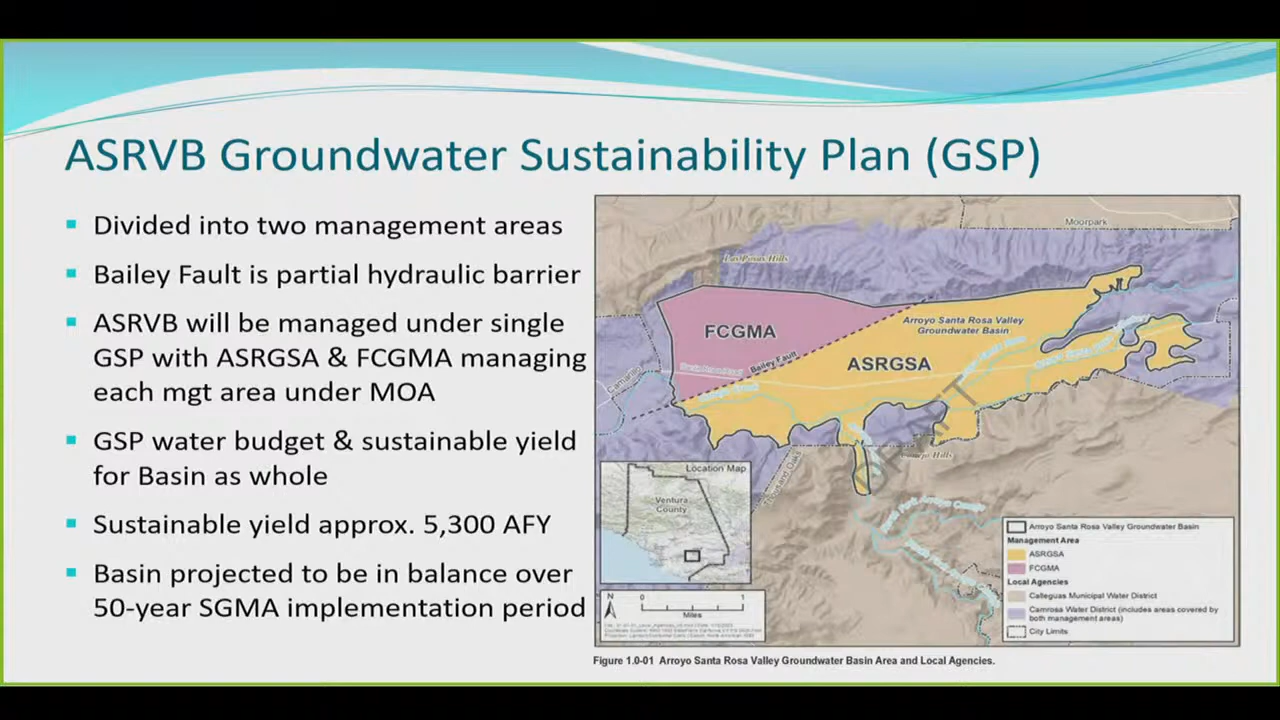 ASRVB Groundwater Sustainability Plan (GSP)
Divided into two management areas
Bailey Fault is partial hydraulic barrier
ASRVB will be managed under single
GSP with ASRGSA & FCGMA managing
each mgt area under MOA
GSP water budget & sustainable yield
for Basin as whole
Sustainable yield approx. 5,300 AFY
Basin projected to be in balance over
50-year SGMA implementation period
Moorpark
Las Posas Hills
FCGMA
Arroyo Santa Rosa Valley
Groundwater Basin
Bailey Fault
ASRGSA
Camarillo
DRAFT
Thousand Oaks
Location Map
Ventura
County
N
0 1
Miles
Arroyo Santa Rosa Valley Groundwater Basin
Management Area
ASRGSA
FCGMA
Local Agencies
Calleguas Municipal Water District
Camrosa Water District (includes areas covered by
both management areas)
City Limits
Figure 1.0-01 Arroyo Santa Rosa Valley Groundwater Basin Area and Local Agencies.